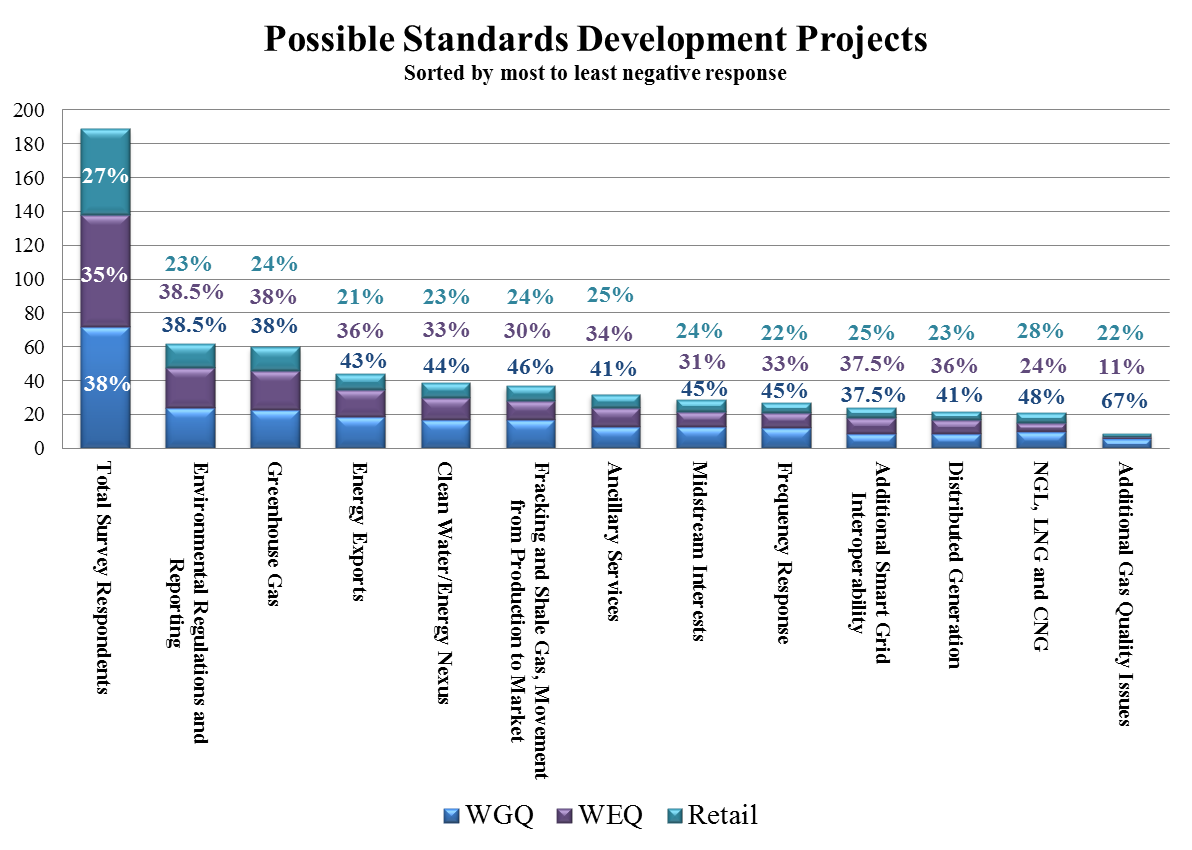 Possible Standards Development Projects
Sorted by most to least negative response
200
180
160
140
120
100
80
60
40
20
0
27%
35%
38%
23%
38.5%
38.5%
24%
38%
38%
21%
36%
43%
23%
33%
44%
24%
30%
46%
25%
34%
41%
24%
31%
45%
22%
33%
45%
25%
37.5%
37.5%
23%
36%
41%
28%
24%
48%
22%
11%
67%
Total Survey Respondents
Environmental Regulations and
Reporting
Greenhouse Gas
Energy Exports
Clean Water/Energy Nexus
Fracking and Shale Gas, Movement
from Production to Market
Ancillary Services
Midstream Interests
Frequency Response
Additional Smart Grid
Interoperability
Distributed Generation
NGL, LNG and CNG
Additional Gas Quality Issues
WGQ WEQ Retail